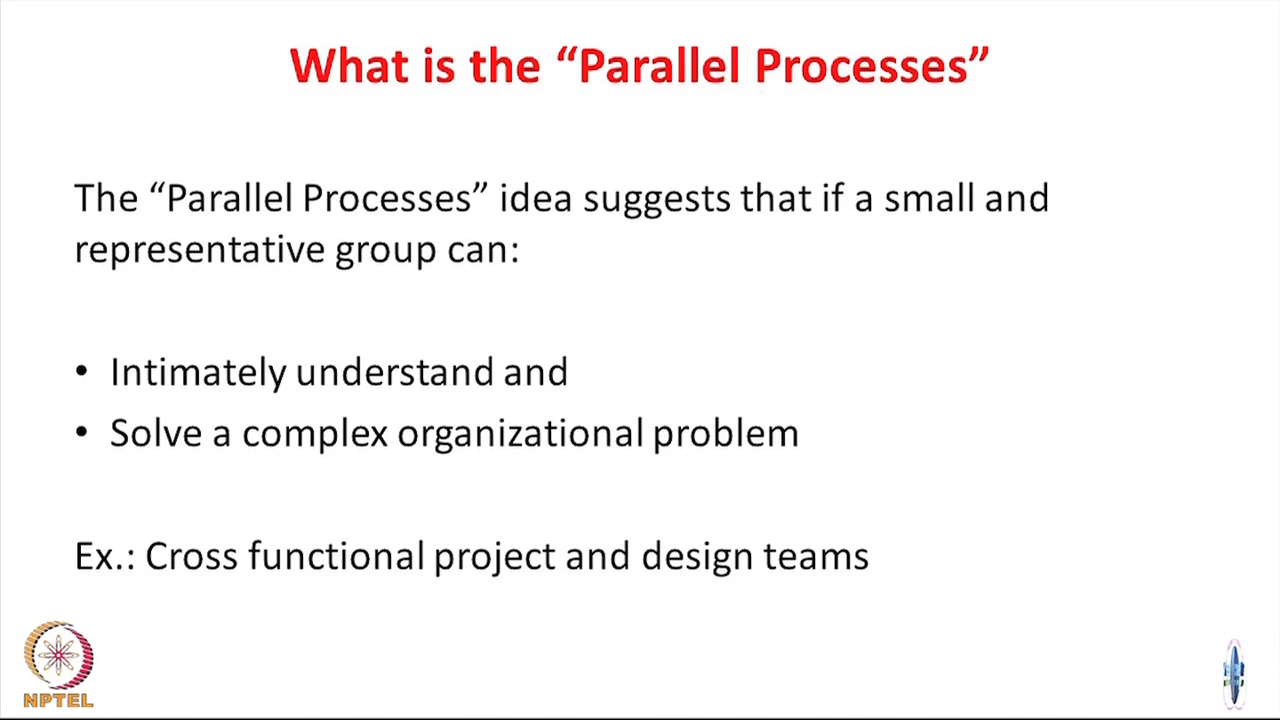 What is the “Parallel Processes”
The “Parallel Processes” idea suggests that if a small and
representative group can:
• Intimately understand and
• Solve a complex organizational problem
Ex.: Cross functional project and design teams
NPTEL